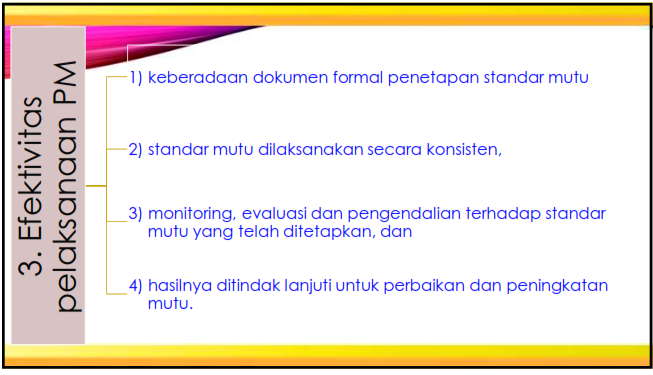 3. Efektivitas
pelaksanaan PM
1) keberadaan dokumen formal penetapan standar mutu
2) standar mutu dilaksanakan secara konsisten,
3) monitoring, evaluasi dan pengendalian terhadap standar
mutu yang telah ditetapkan, dan
4) hasilnya ditindak lanjuti untuk perbaikan dan peningkatan
mutu.